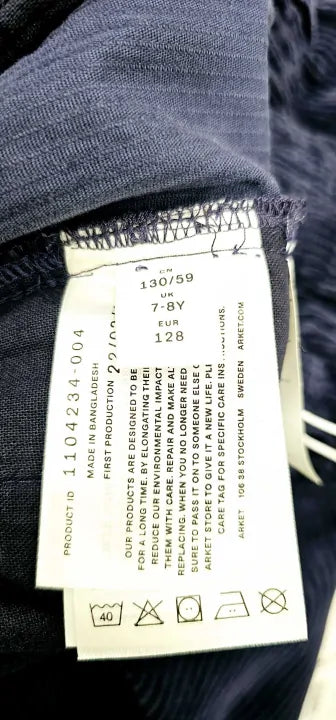 CN
130/59
UK
7-8Y
EUR
128
PRODUCT ID 1104234-004
MADE IN BANGLADESH
FIRST PRODUCTION
OUR PRODUCTS ARE DESIGNED TO BE
FOR A LONG TIME. BY ELONGATING
REDUCE OUR ENVIRONMENTAL IMPACT
THEM WITH CARE. REPAIR AND MAKE
REPLACING. WHEN YOU NO LONGER NEED
SURE TO PASS IT ON TO SOMEONE ELSE
ARKET STORE TO GIVE IT A NEW LIFE.
CARE TAG FOR SPECIFIC CARE
ARKET 106 38 STOCKHOLM SWEDEN ARKET.COM
40